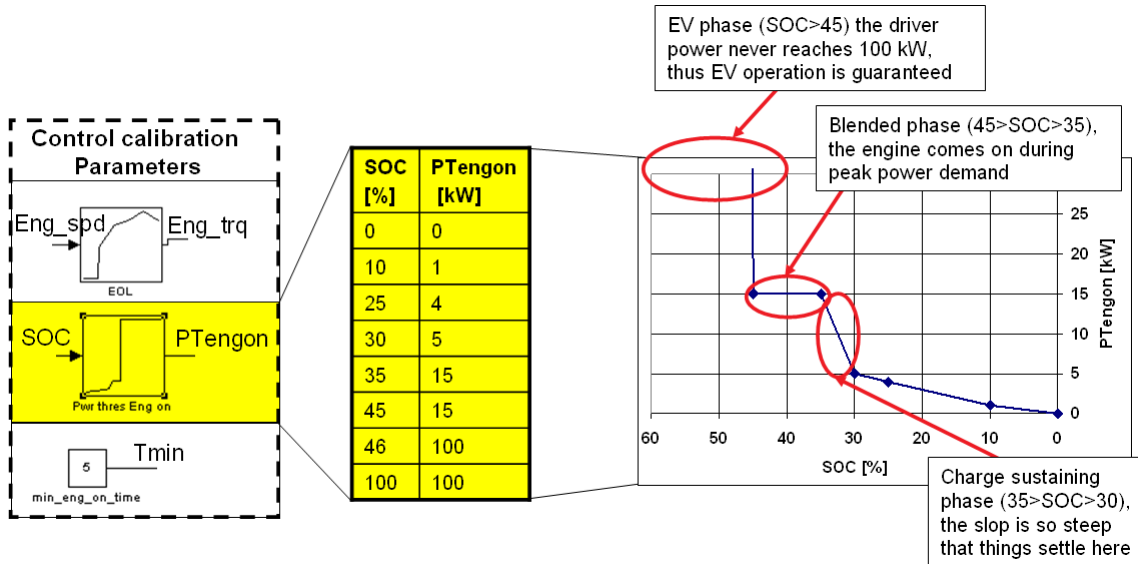 EV phase (SOC>45) the driver
power never reaches 100 kW,
thus EV operation is guaranteed
Blended phase (45>SOC>35),
the engine comes on during
peak power demand
Control calibration
Parameters
Eng_spd
Eng_trq
EOL
SOC
PTengon
Pwr thres Eng on
5
Tmin
min_eng_on_time
SOC PTengon
[%] [kW]
0 0
10 1
25 4
30 5
35 15
45 15
46 100
100 100
25
20
15
10
5
0
PTengon [kW]
60 50 40 30 20 10 0
SOC [%]
Charge sustaining
phase (35>SOC>30),
the slop is so steep
that things settle here